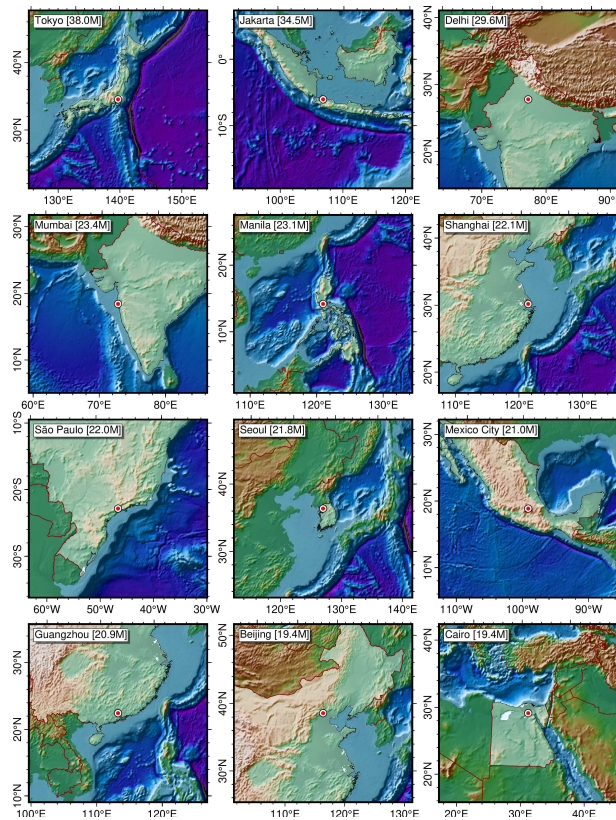 Tokyo [38.0M]
40°N
30°N
130°E 140°E 150°E
Jakarta [34.5M]
0°
10°S
100°E 110°E 120°E
Delhi [29.6M]
40°N
30°N
20°N
70°E 80°E 90°E
Mumbai [23.4M]
30°N
20°N
10°N
60°E 70°E 80°E
Manila [23.1M]
20°N
10°N
110°E 120°E 130°E
Shanghai [22.1M]
40°N
30°N
20°N
110°E 120°E 130°E
São Paulo [22.0M]
20°S
30°S
60°W 50°W 40°W 30°W
Seoul [21.8M]
40°N
30°N
120°E 130°E 140°E
Mexico City [21.0M]
30°N
20°N
10°N
110°W 100°W 90°W
Guangzhou [20.9M]
30°N
20°N
10°N
100°E 110°E 120°E
Beijing [19.4M]
50°N
40°N
30°N
110°E 120°E 130°E
Cairo [19.4M]
40°N
30°N
20°N
20°E 30°E 40°E